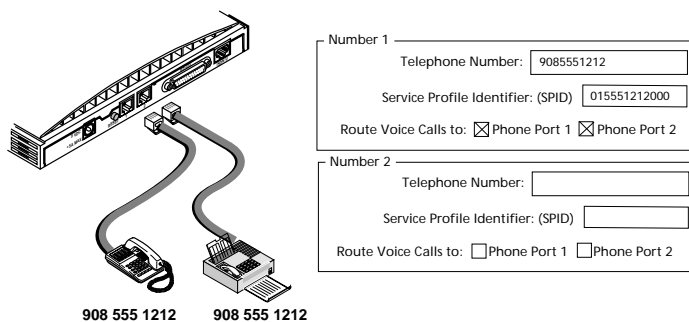 Number 1
Telephone Number: 9085551212
Service Profile Identifier: (SPID) 015551212000
Route Voice Calls to: Phone Port 1 Phone Port 2
Number 2
Telephone Number:
Service Profile Identifier: (SPID)
Route Voice Calls to: Phone Port 1 Phone Port 2
908 555 1212 908 555 1212